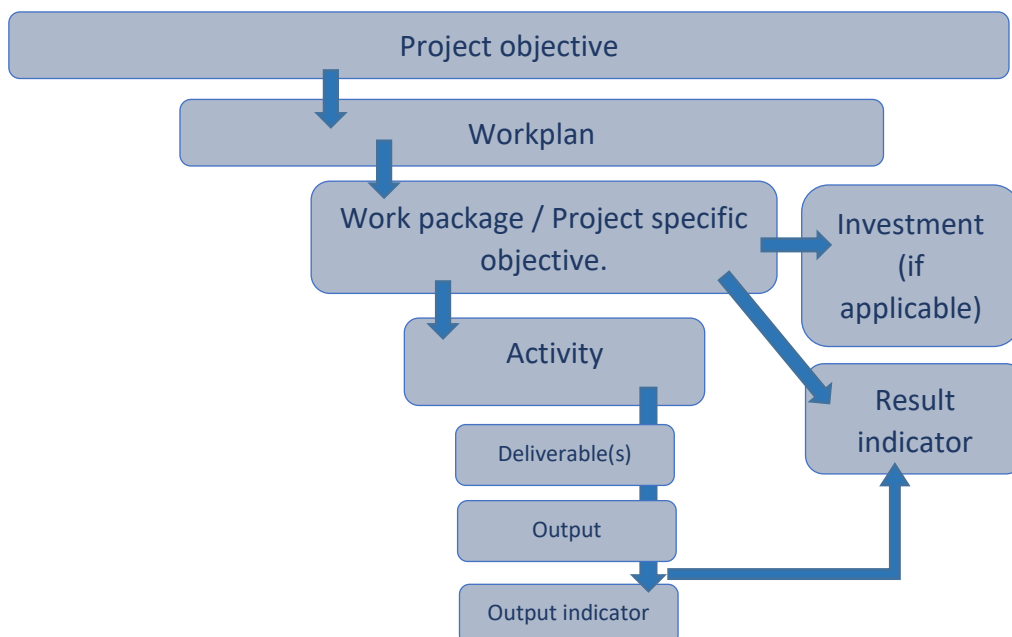 Project objective
Workplan
Work package / Project specific
objective.
Investment
(if
applicable)
Activity
Result
indicator
Deliverable(s)
Output
Output indicator